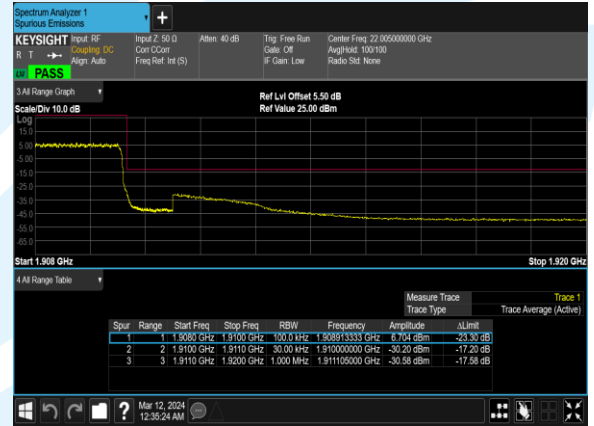 Spectrum Analyzer 1
Spurious Emissions
+
KEYSIGHT Input: RF Input Z: 50 Ω Atten: 40 dB Trig: Free Run Center Freq: 22.005000000 GHz
R T Coupling: DC Corr CCorr Gate: Off Avg|Hold: 100/100
Align: Auto Freq Ref: Int (S) IF Gain: Low Radio Std: None
PASS
3 All Range Graph
Ref Lvl Offset 5.50 dB
Scale/Div 10.0 dB Ref Value 25.00 dBm
Log
15.0
5.00
-5.00
-15.0
-25.0
-35.0
-45.0
-55.0
-65.0
Start 1.908 GHz Stop 1.920 GHz
4 All Range Table
Measure Trace Trace 1
Trace Type Trace Average (Active)
Spur Range Start Freq Stop Freq RBW Frequency Amplitude ΔLimit
1 1 1.9080 GHz 1.9100 GHz 100.0 kHz 1.908913333 GHz 6.704 dBm -23.30 dB
2 2 1.9100 GHz 1.9110 GHz 30.00 kHz 1.910000000 GHz -30.20 dBm -17.20 dB
3 3 1.9110 GHz 1.9200 GHz 1.000 MHz 1.911105000 GHz -30.58 dBm -17.58 dB
? Mar 12, 2024
12:35:24 AM